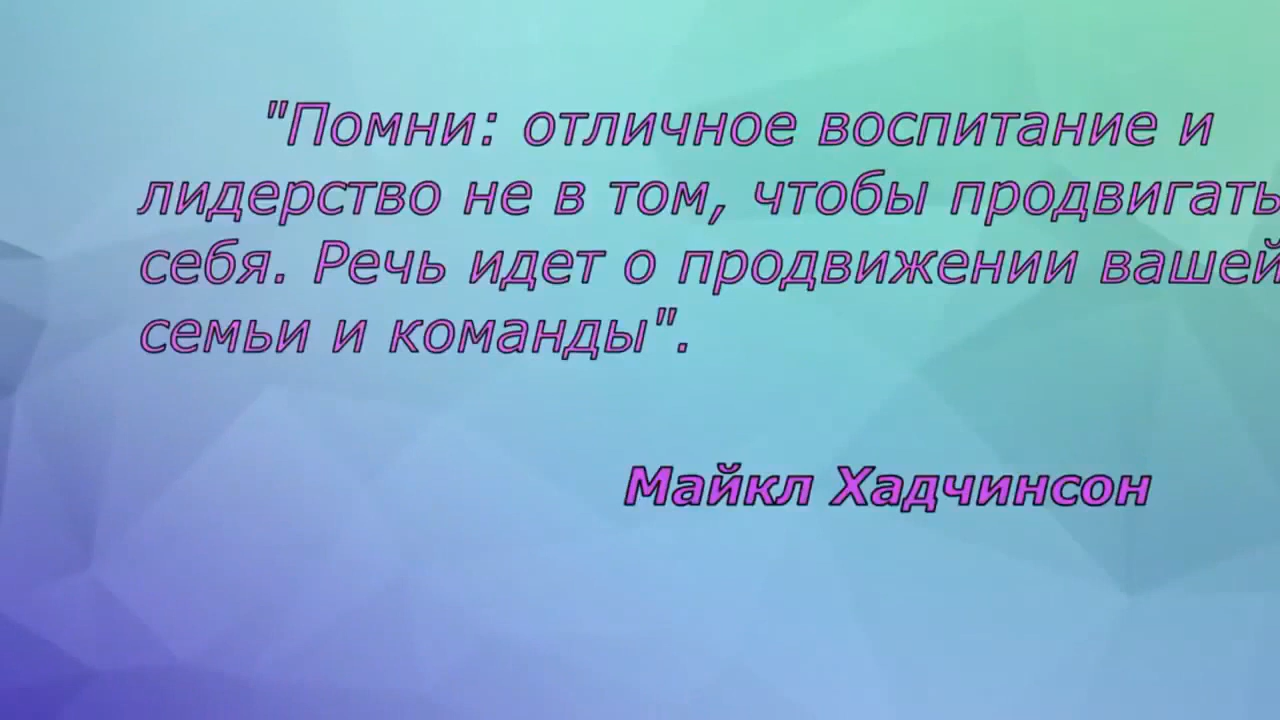 "Помни: отличное воспитание и
лидерство не в том, чтобы продвигать
себя. Речь идет о продвижении вашей
семьи и команды".
Майкл Хадчинсон